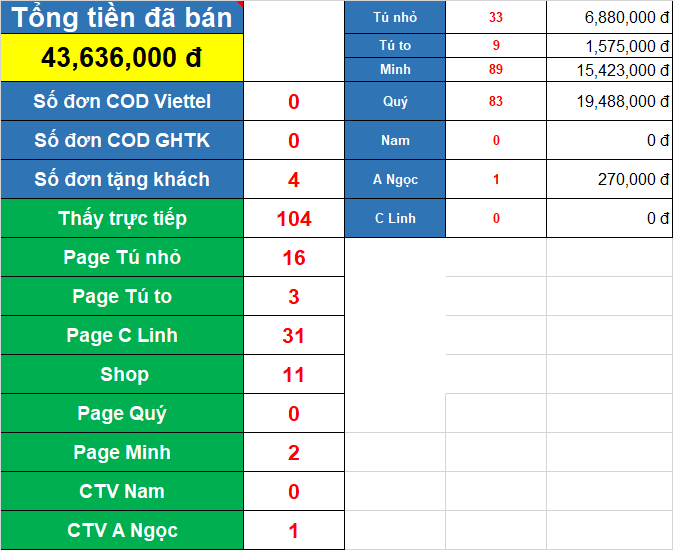 Tổng tiền đã bán
43,636,000 đ
Số đơn COD Viettel 0
Số đơn COD GHTK 0
Số đơn tặng khách 4
Thấy trực tiếp 104
Page Tú nhỏ 16
Page Tú to 3
Page C Linh 31
Shop 11
Page Quý 0
Page Minh 2
CTV Nam 0
CTV A Ngọc 1
Tú nhỏ 33 6,880,000 đ
Tú to 9 1,575,000 đ
Minh 89 15,423,000 đ
Quý 83 19,488,000 đ
Nam 0 0 đ
A Ngọc 1 270,000 đ
C Linh 0 0 đ